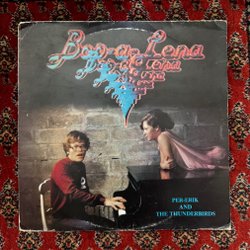 Bov-a-Lena
PER-ERIK
AND
THE THUNDERBIRDS